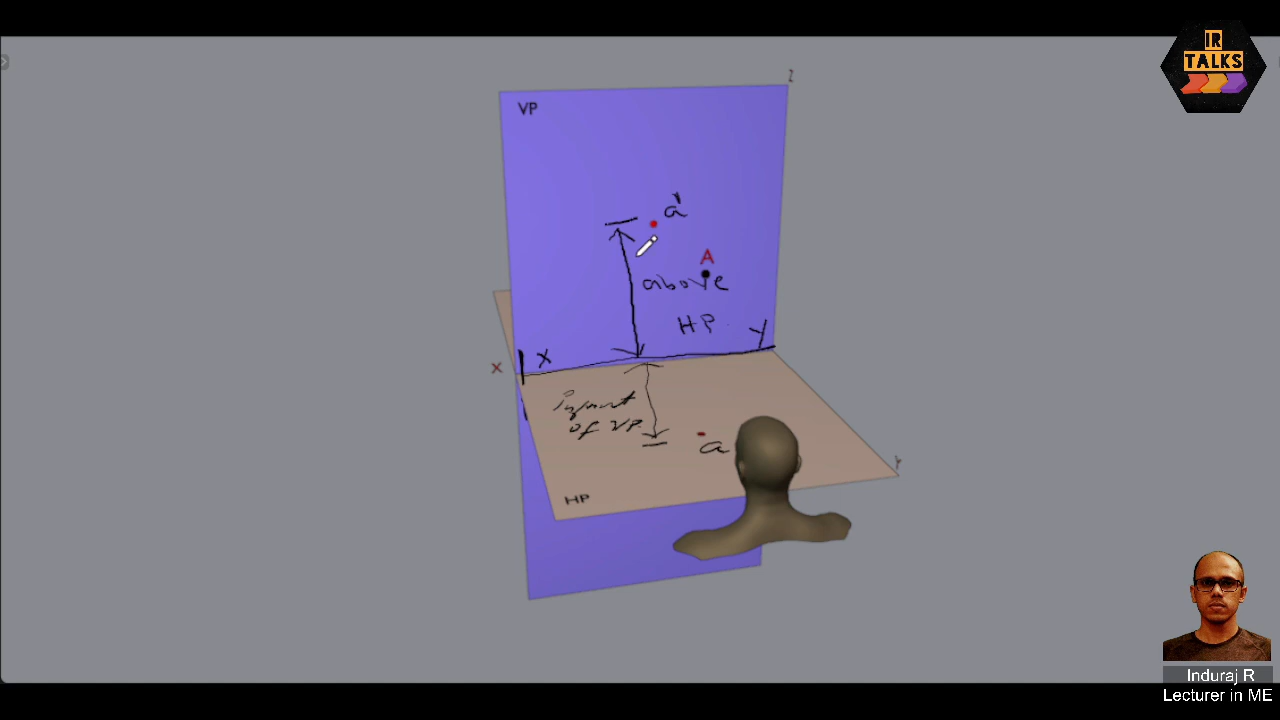 IR
TALKS
Z
VP
a'
A
above
HP
X
Y
X
infront
of VP.
a
Y
HP
Induraj R
Lecturer in ME